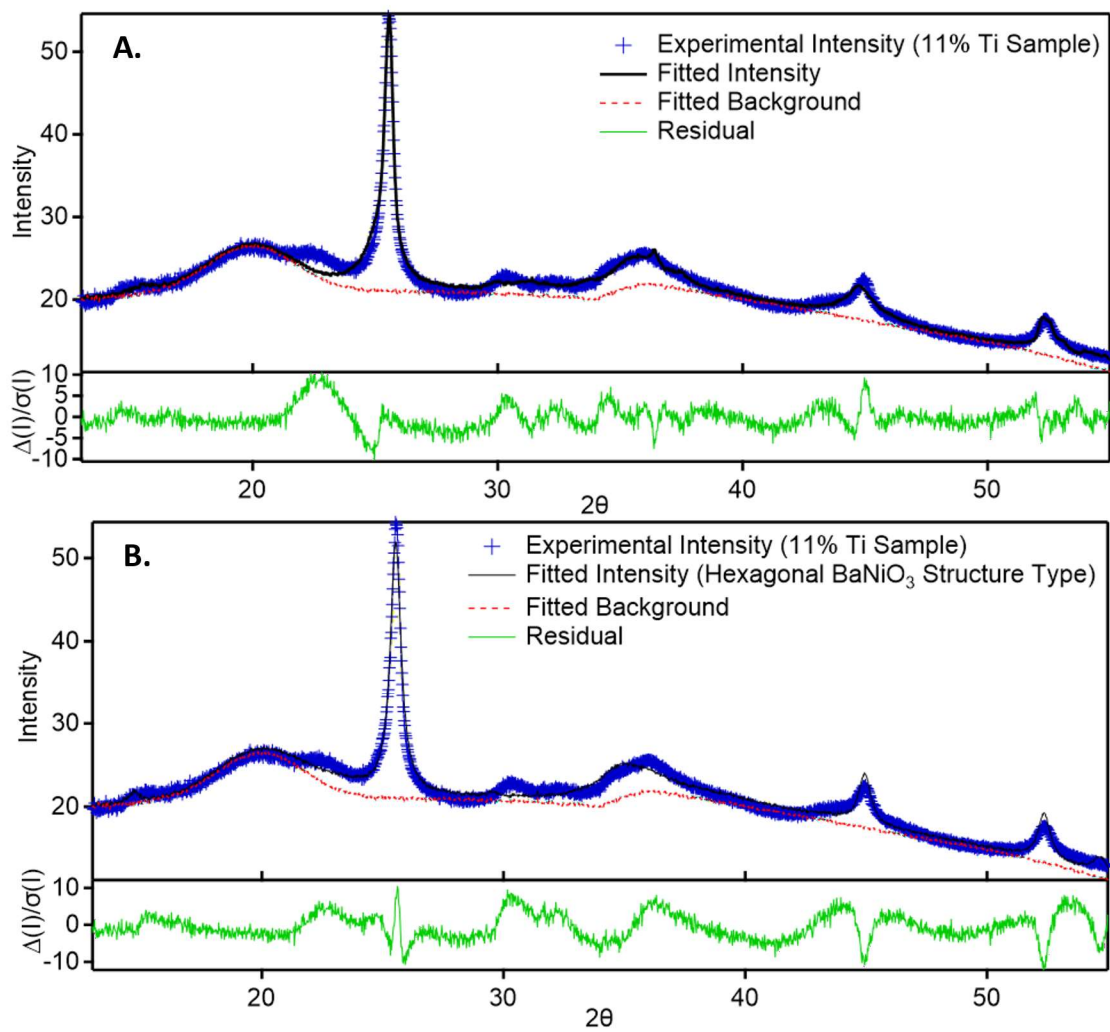 A.
Experimental Intensity (11% Ti Sample)
Fitted Intensity
Fitted Background
Residual
Intensity
50
40
30
20
Δ(I)/σ(I)
10
5
0
-5
-10
20 30 40 50
2θ
B.
Experimental Intensity (11% Ti Sample)
Fitted Intensity (Hexagonal BaNiO₃ Structure Type)
Fitted Background
Residual
Intensity
50
40
30
20
Δ(I)/σ(I)
10
0
-10
20 30 40 50
2θ